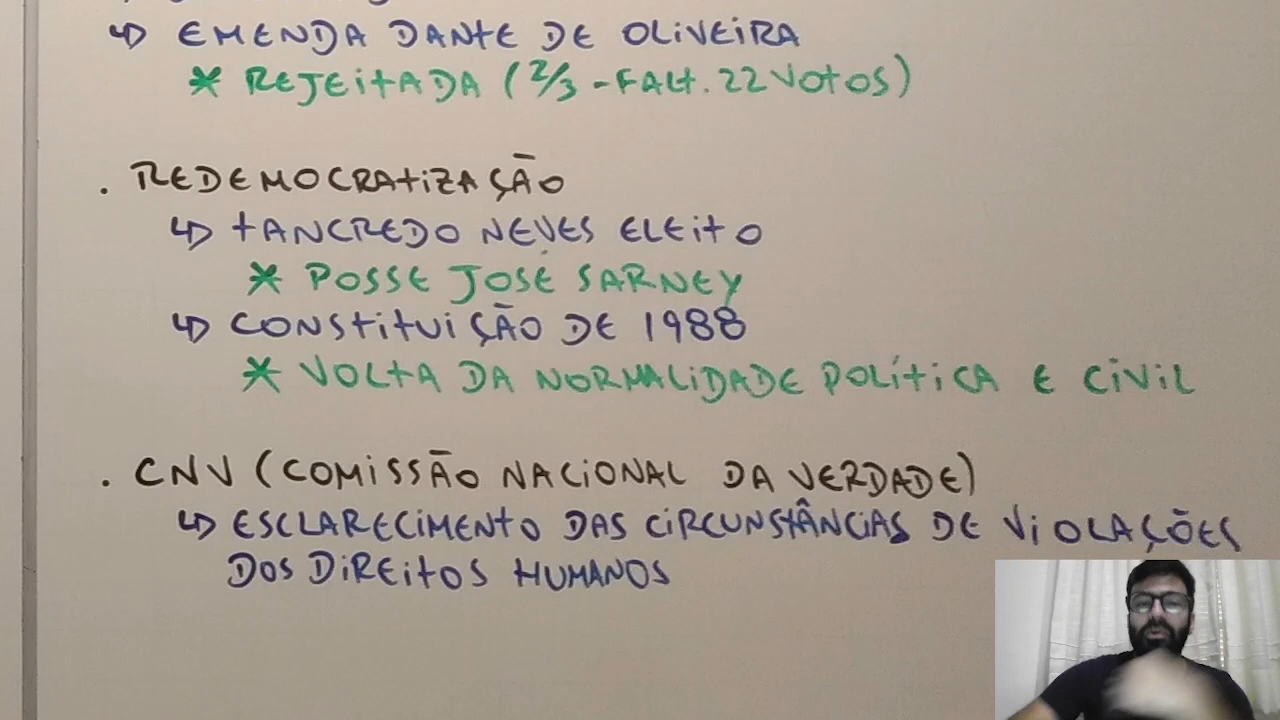 ↳ EMENDA DANTE DE OLIVEIRA
* REJEITADA (2/3 - FALT. 22 VOTOS)
. REDEMOCRATIZAÇÃO
↳ TANCREDO NEVES ELEITO
* POSSE JOSÉ SARNEY
↳ CONSTITUIÇÃO DE 1988
* VOLTA DA NORMALIDADE POLÍTICA E CIVIL
. CNV (COMISSÃO NACIONAL DA VERDADE)
↳ ESCLARECIMENTO DAS CIRCUNSTÂNCIAS DE VIOLAÇÕES
DOS DIREITOS HUMANOS